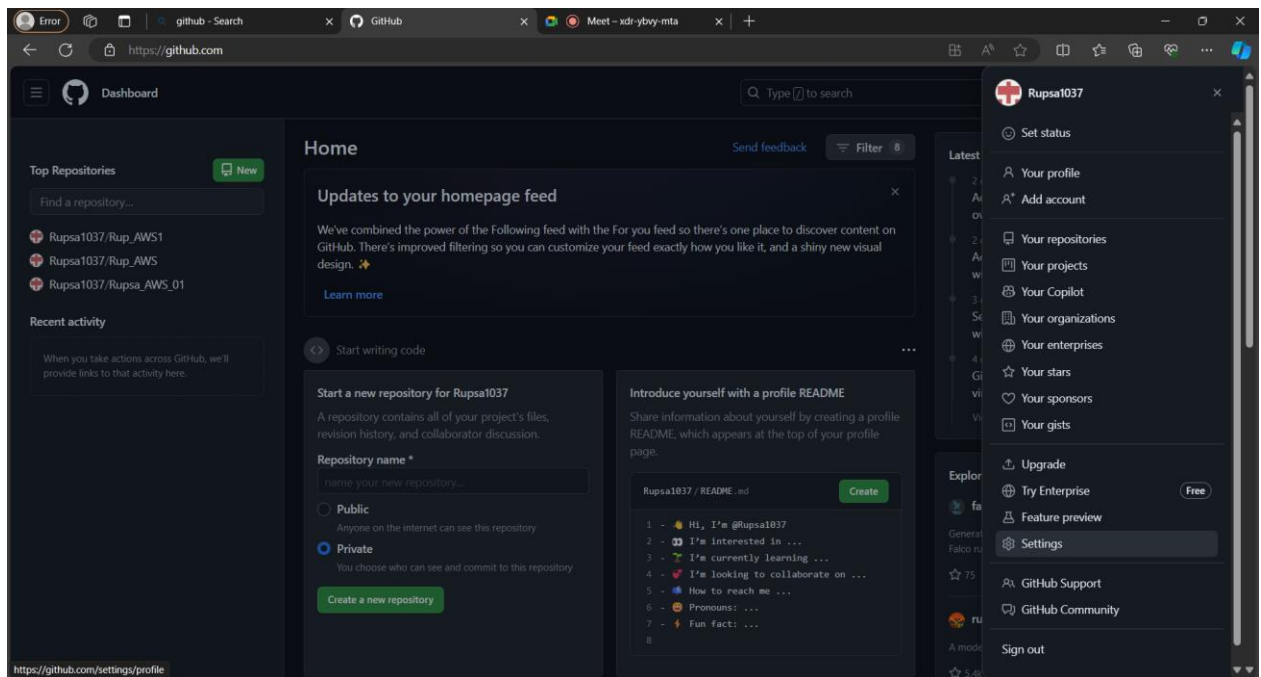 Error
github - Search
GitHub
Meet – xdr-ybvy-mta
https://github.com
Dashboard
Type / to search
Top Repositories
New
Find a repository...
Rupsa1037/Rup_AWS1
Rupsa1037/Rup_AWS
Rupsa1037/Rupsa_AWS_01
Recent activity
When you take actions across GitHub, we'll
provide links to that activity here.
Home
Send feedback
Filter 8
Updates to your homepage feed
We've combined the power of the Following feed with the For you feed so there's one place to discover content on
GitHub. There's improved filtering so you can customize your feed exactly how you like it, and a shiny new visual
design. ✨
Learn more
Start writing code
Start a new repository for Rupsa1037
A repository contains all of your project's files,
revision history, and collaborator discussion.
Repository name *
name your new repository...
Public
Anyone on the internet can see this repository
Private
You choose who can see and commit to this repository
Create a new repository
Introduce yourself with a profile README
Share information about yourself by creating a profile
README, which appears at the top of your profile
page.
Rupsa1037 / README.md
Create
1 - 👋 Hi, I'm @Rupsa1037
2 - 👀 I'm interested in ...
3 - 🌱 I'm currently learning ...
4 - 💞️ I'm looking to collaborate on ...
5 - 📫 How to reach me ...
6 - 😄 Pronouns: ...
7 - ⚡ Fun fact: ...
8
Latest
Explor
75
5.4k
Rupsa1037
Set status
Your profile
Add account
Your repositories
Your projects
Your Copilot
Your organizations
Your enterprises
Your stars
Your sponsors
Your gists
Upgrade
Try Enterprise
Free
Feature preview
Settings
GitHub Support
GitHub Community
Sign out
https://github.com/settings/profile